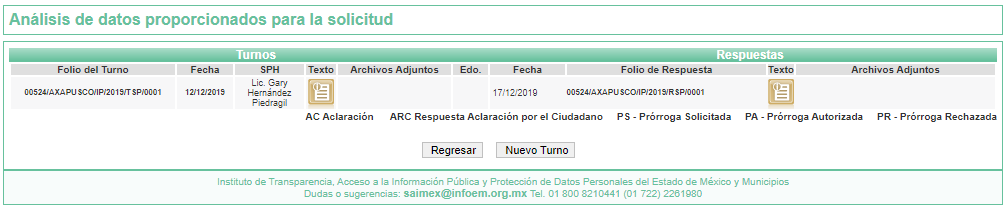 Análisis de datos proporcionados para la solicitud
Turnos Respuestas
Folio del Turno Fecha SPH Texto Archivos Adjuntos Edo. Fecha Folio de Respuesta Texto Archivos Adjuntos
00524/AXAPUSCO/IP/2019/TSP/0001 12/12/2019 Lic. Gary Hernández Piedragil 17/12/2019 00524/AXAPUSCO/IP/2019/RSP/0001
AC Aclaración ARC Respuesta Aclaración por el Ciudadano PS - Prórroga Solicitada PA - Prórroga Autorizada PR - Prórroga Rechazada
Regresar Nuevo Turno
Instituto de Transparencia, Acceso a la Información Pública y Protección de Datos Personales del Estado de México y Municipios
Dudas o sugerencias: saimex@infoem.org.mx Tel. 01 800 8210441 (01 722) 2261980